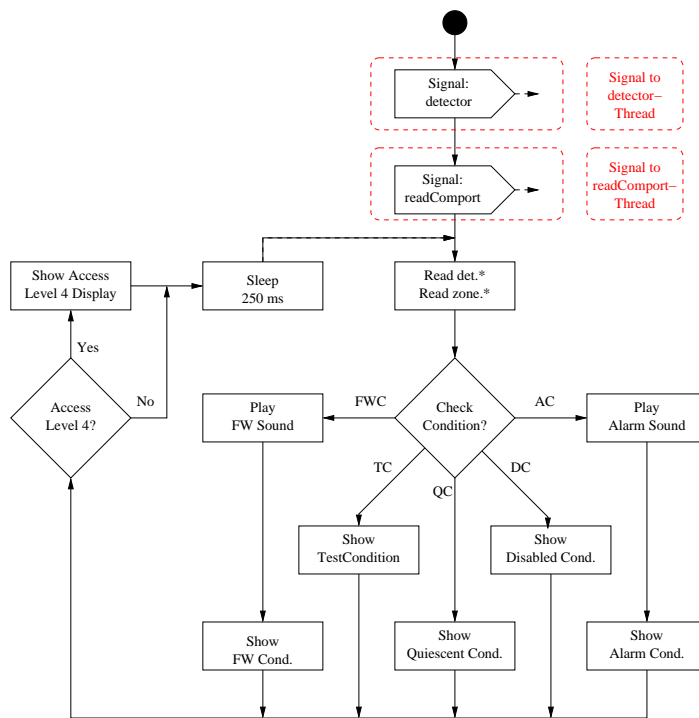 Signal:
detector
Signal to
detector–
Thread
Signal:
readComport
Signal to
readComport–
Thread
Show Access
Level 4 Display
Sleep
250 ms
Read det.*
Read zone.*
Yes
No
Access
Level 4?
Play
FW Sound
FWC
Check
Condition?
AC
Play
Alarm Sound
TC
QC
DC
Show
TestCondition
Show
Disabled Cond.
Show
FW Cond.
Show
Quiescent Cond.
Show
Alarm Cond.